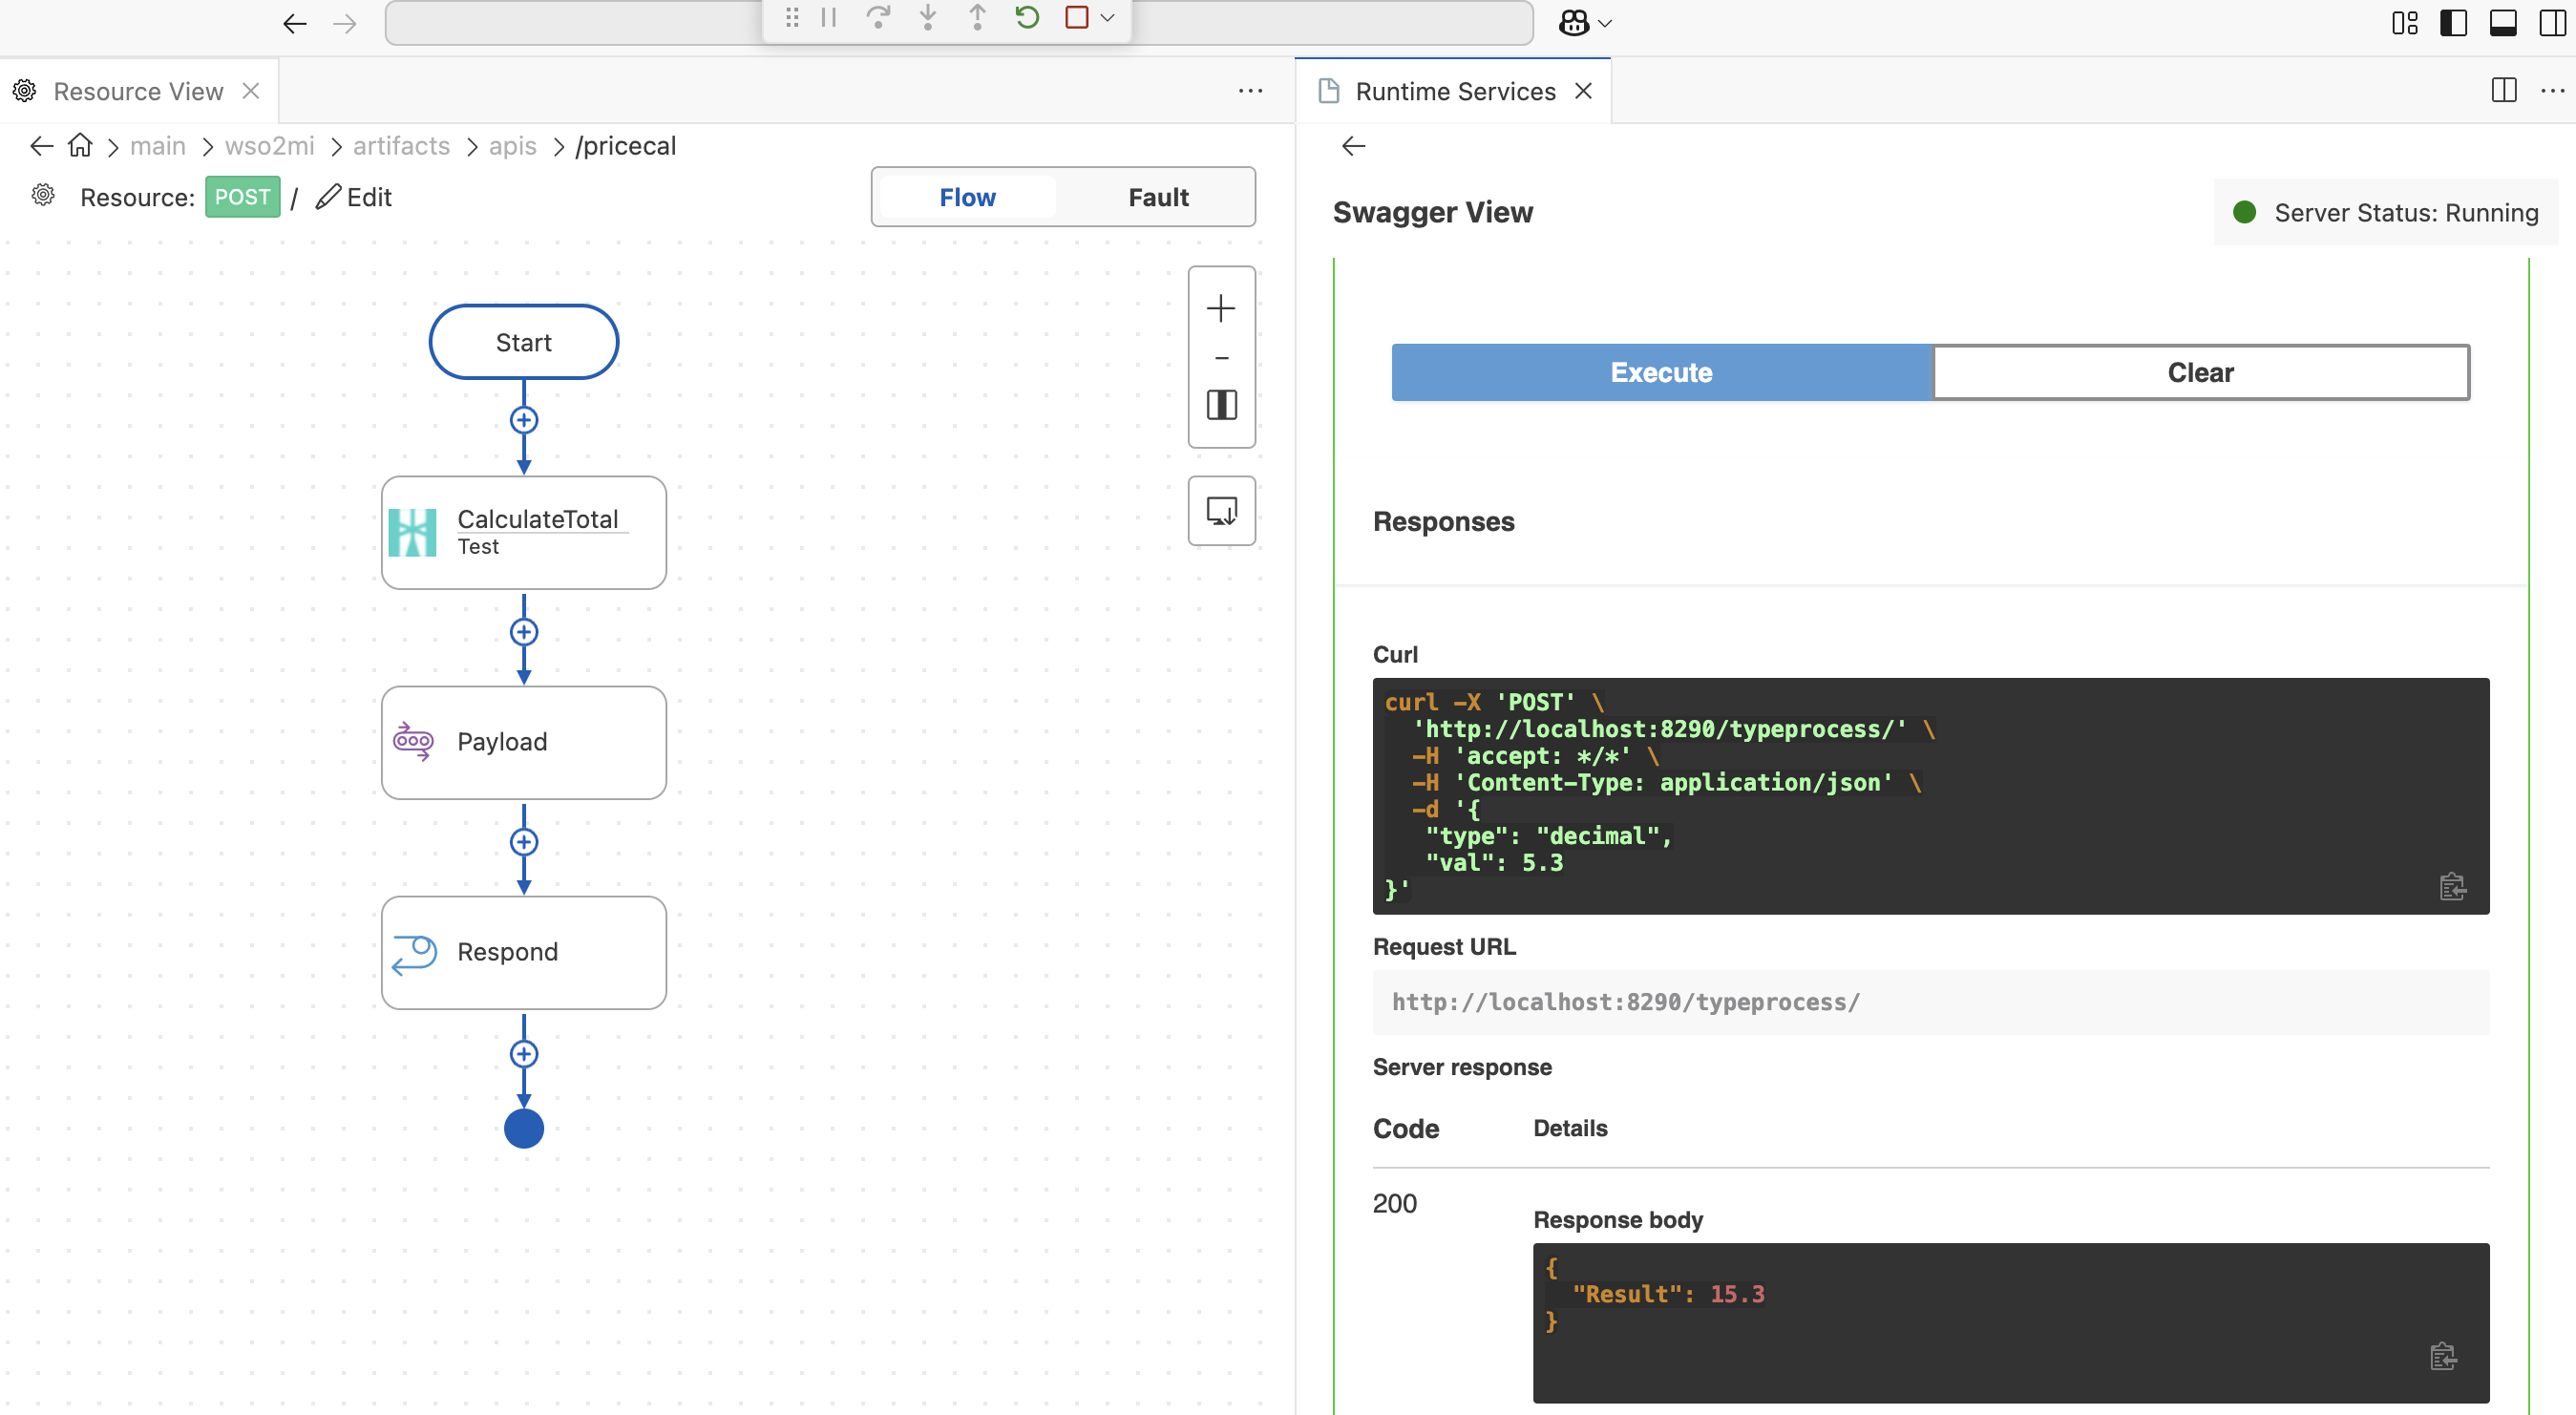 Resource View
main > wso2mi > artifacts > apis > /pricecal
Resource: POST / Edit
Flow
Fault
Start
CalculateTotal
Test
Payload
Respond
Runtime Services
Swagger View
Server Status: Running
Execute
Clear
Responses
Curl
curl -X 'POST' \
'http://localhost:8290/typeprocess/' \
-H 'accept: */*' \
-H 'Content-Type: application/json' \
-d '{
"type": "decimal",
"val": 5.3
}'
Request URL
http://localhost:8290/typeprocess/
Server response
Code Details
200
Response body
{
"Result": 15.3
}